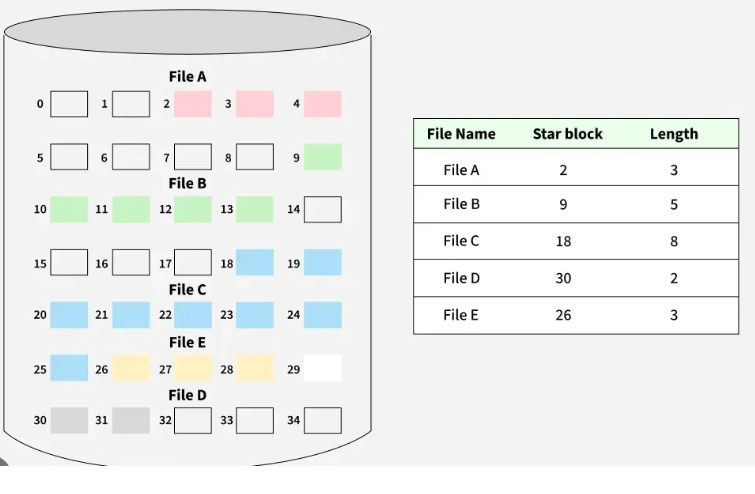 File A
0 1 2 3 4
5 6 7 8 9
File B
10 11 12 13 14
15 16 17 18 19
File C
20 21 22 23 24
File E
25 26 27 28 29
File D
30 31 32 33 34
File Name Star block Length
File A 2 3
File B 9 5
File C 18 8
File D 30 2
File E 26 3